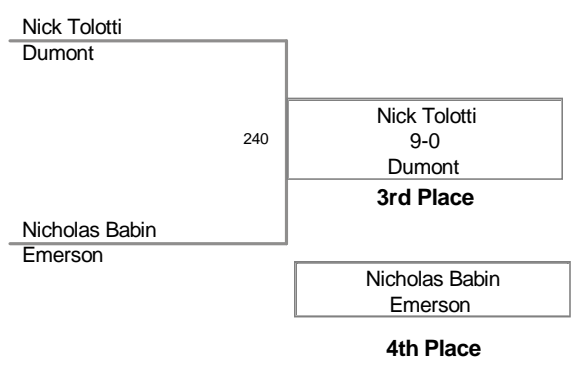 Nick Tolotti
Dumont
240
Nick Tolotti
9-0
Dumont
3rd Place
Nicholas Babin
Emerson
Nicholas Babin
Emerson
4th Place